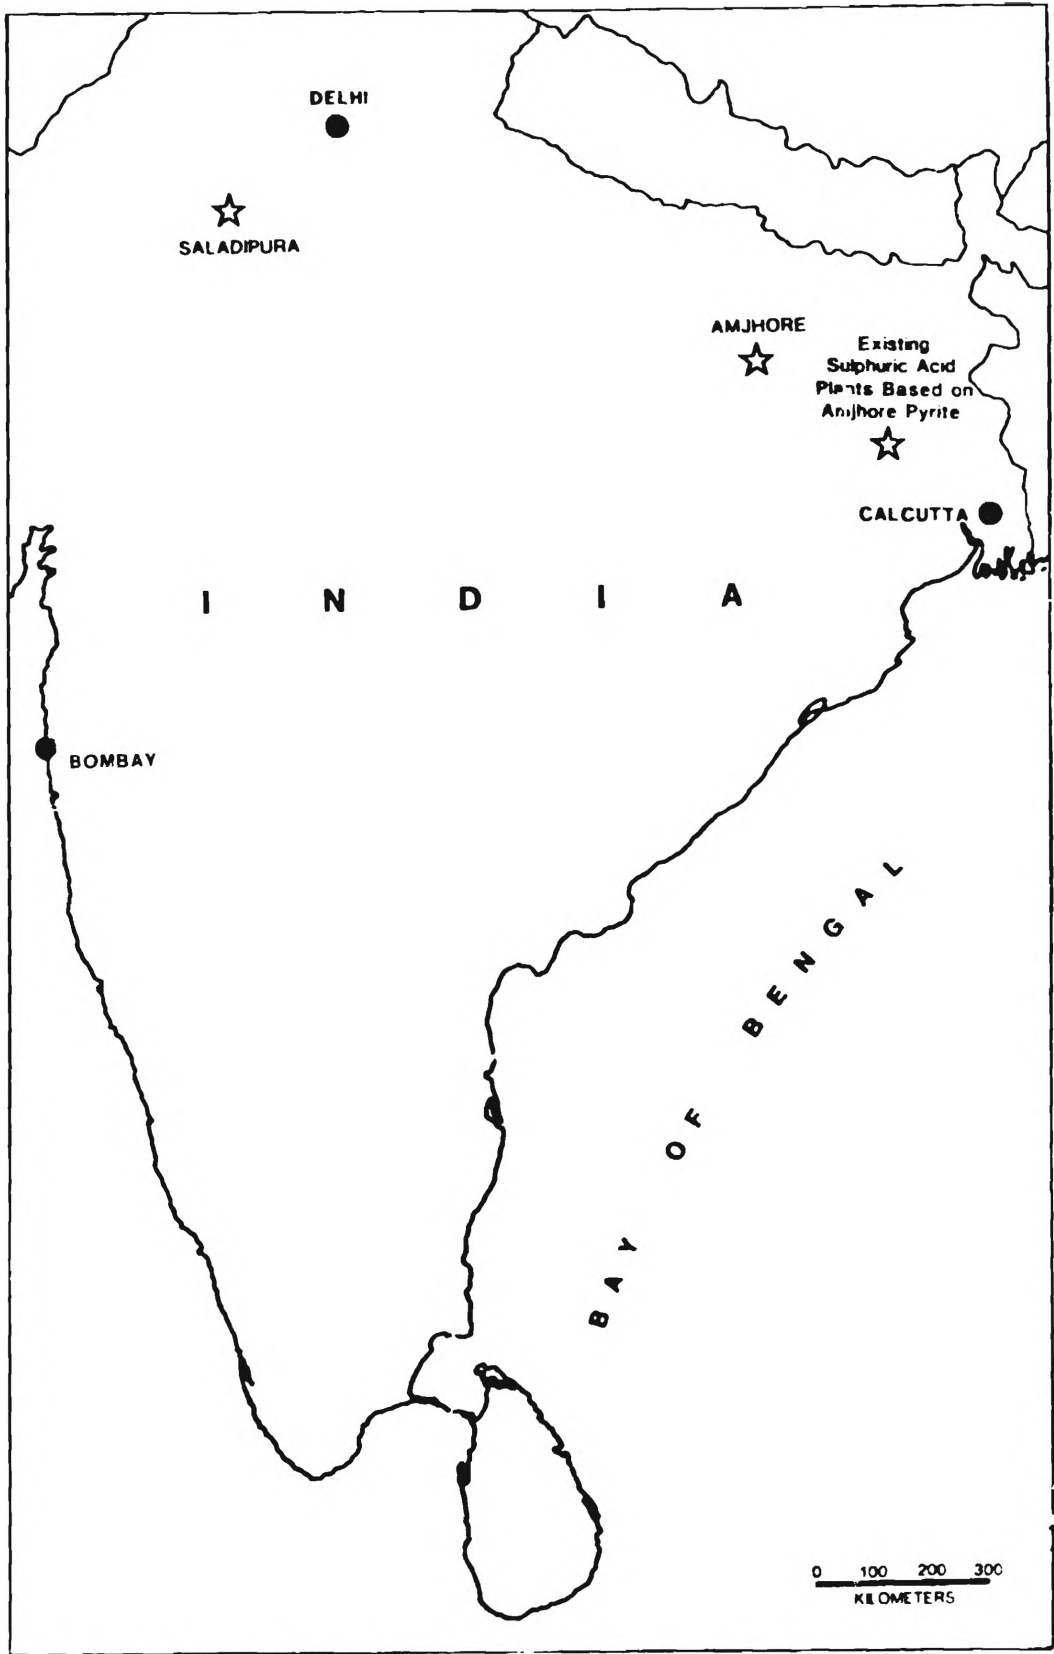 DELHI
SALADIPURA
AMJHORE
Existing
Sulphuric Acid
Plants Based on
Amjhore Pyrite
CALCUTTA
I N D I A
BOMBAY
BAY OF BENGAL
0 100 200 300
KILOMETERS